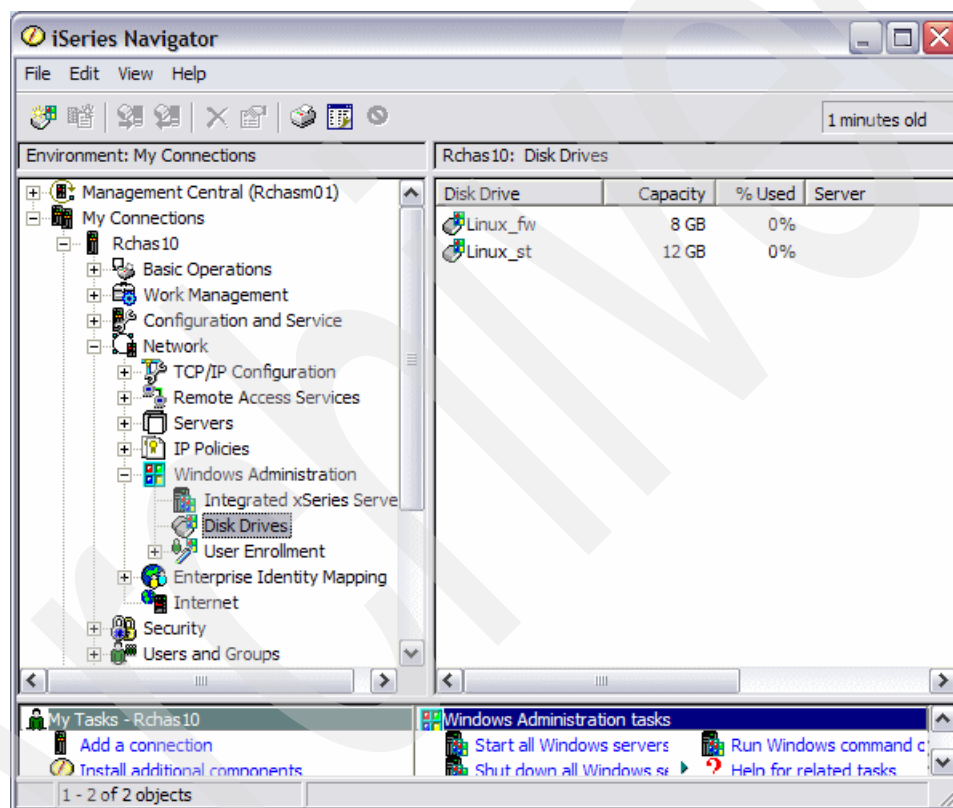 iSeries Navigator
File Edit View Help
1 minutes old
Environment: My Connections
Rchas10: Disk Drives
Management Central (Rchasm01)
My Connections
Rchas10
Basic Operations
Work Management
Configuration and Service
Network
TCP/IP Configuration
Remote Access Services
Servers
IP Policies
Windows Administration
Integrated xSeries Serve
Disk Drives
User Enrollment
Enterprise Identity Mapping
Internet
Security
Users and Groups
Disk Drive Capacity % Used Server
Linux_fw 8 GB 0%
Linux_st 12 GB 0%
My Tasks - Rchas10
Add a connection
Install additional components
Windows Administration tasks
Start all Windows servers Run Windows command
Shut down all Windows Help for related tasks
1 - 2 of 2 objects